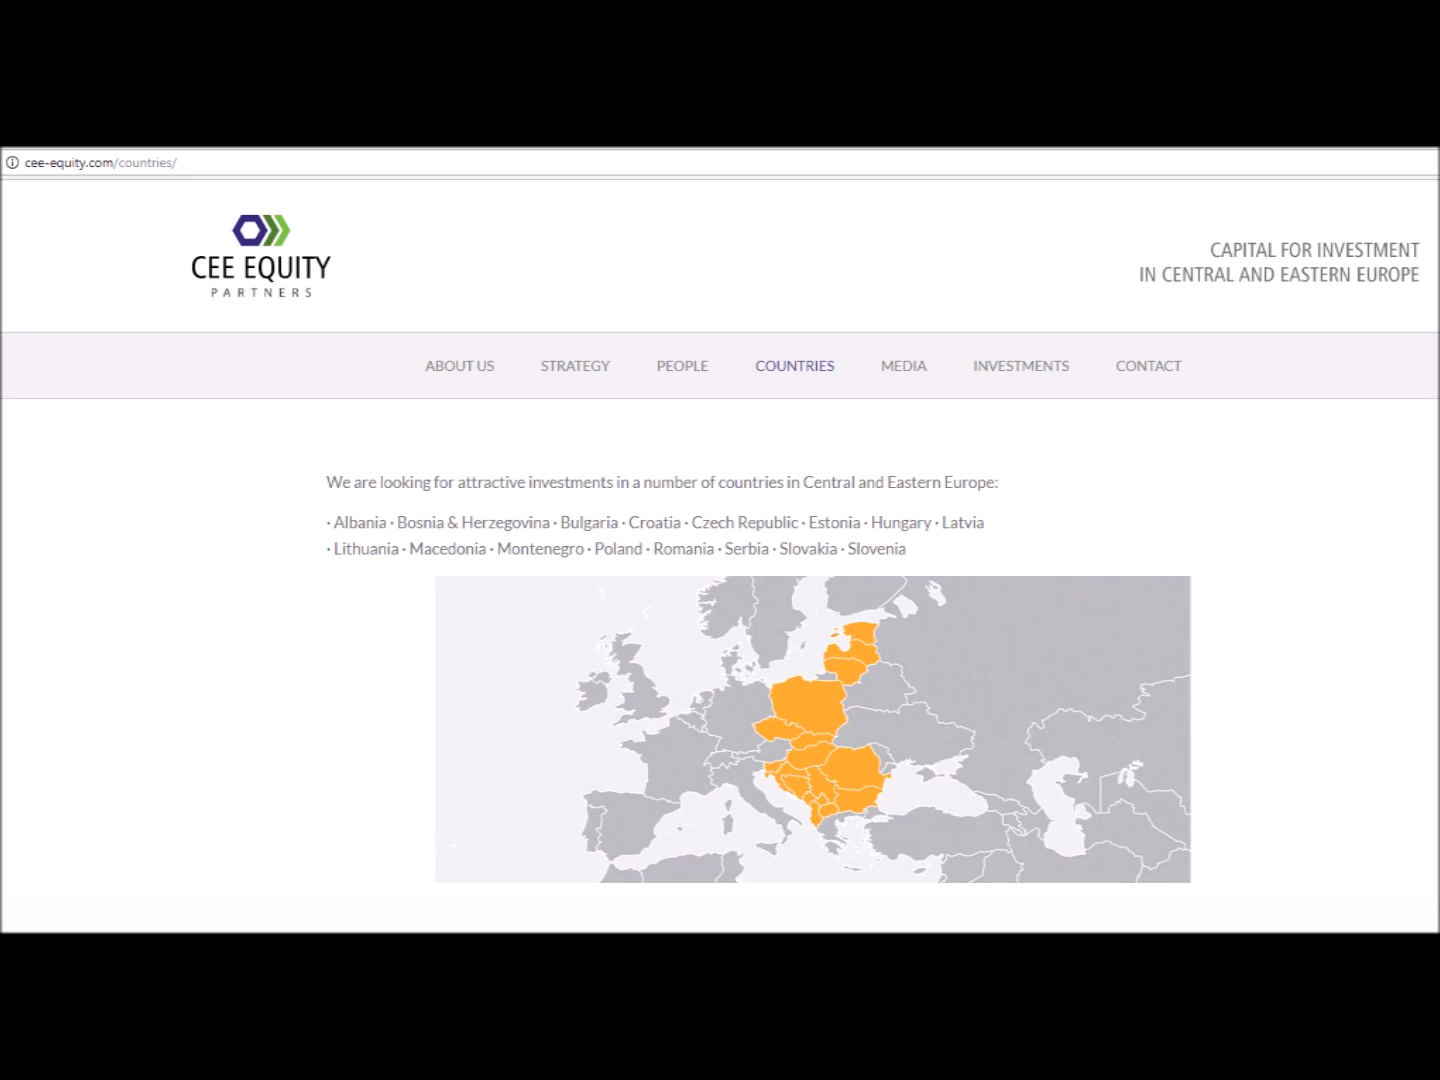 cee-equity.com/countries/
CEE EQUITY
PARTNERS
CAPITAL FOR INVESTMENT
IN CENTRAL AND EASTERN EUROPE
ABOUT US STRATEGY PEOPLE COUNTRIES MEDIA INVESTMENTS CONTACT
We are looking for attractive investments in a number of countries in Central and Eastern Europe:
· Albania · Bosnia & Herzegovina · Bulgaria · Croatia · Czech Republic · Estonia · Hungary · Latvia
· Lithuania · Macedonia · Montenegro · Poland · Romania · Serbia · Slovakia · Slovenia